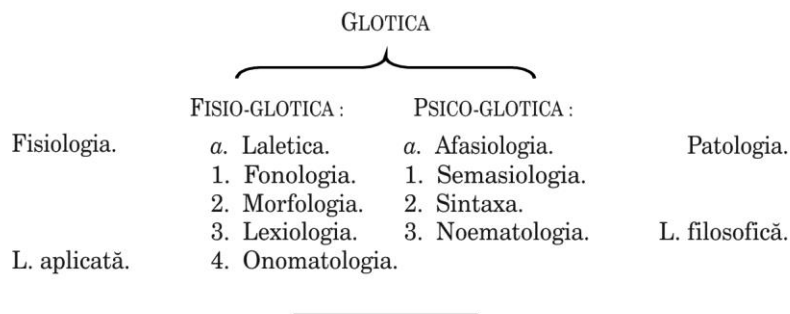 GLOTICA
FISIO-GLOTICA : PSICO-GLOTICA :
Fisiologia. a. Laletica. a. Afasiologia. Patologia.
1. Fonologia. 1. Semasiologia.
2. Morfologia. 2. Sintaxa.
3. Lexiologia. 3. Noematologia. L. filosofică.
L. aplicată. 4. Onomatologia.